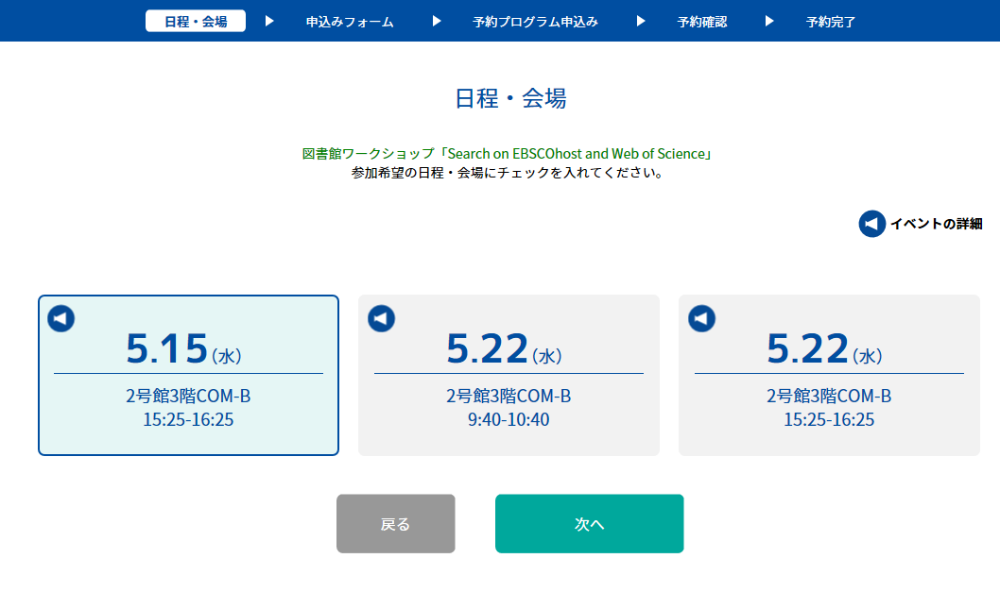 日程・会場
申込みフォーム
予約プログラム申込み
予約確認
予約完了
日程・会場
図書館ワークショップ「Search on EBSCOhost and Web of Science」
参加希望の日程・会場にチェックを入れてください。
イベントの詳細
5.15(水)
2号館3階COM-B
15:25-16:25
5.22(水)
2号館3階COM-B
9:40-10:40
5.22(水)
2号館3階COM-B
15:25-16:25
戻る
次へ